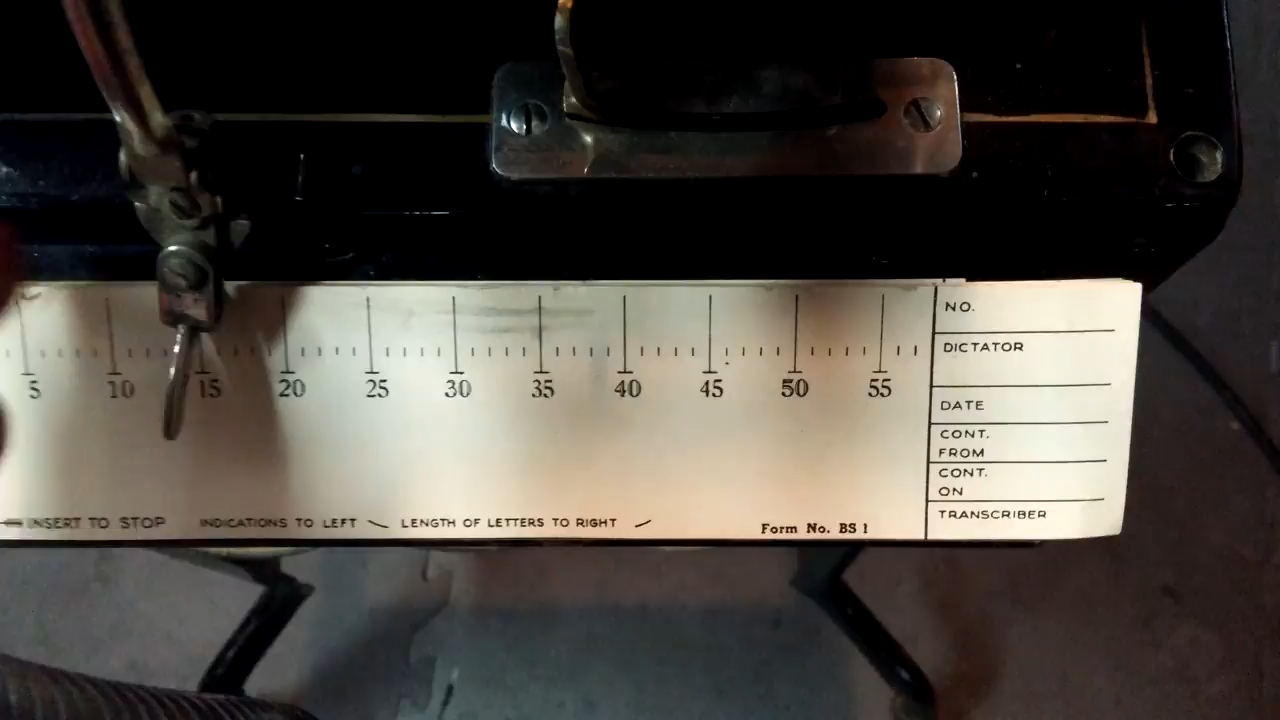 5 10 15 20 25 30 35 40 45 50 55
NO.
DICTATOR
DATE
CONT.
FROM
CONT.
ON
TRANSCRIBER
INSERT TO STOP INDICATIONS TO LEFT LENGTH OF LETTERS TO RIGHT
Form No. BS 1